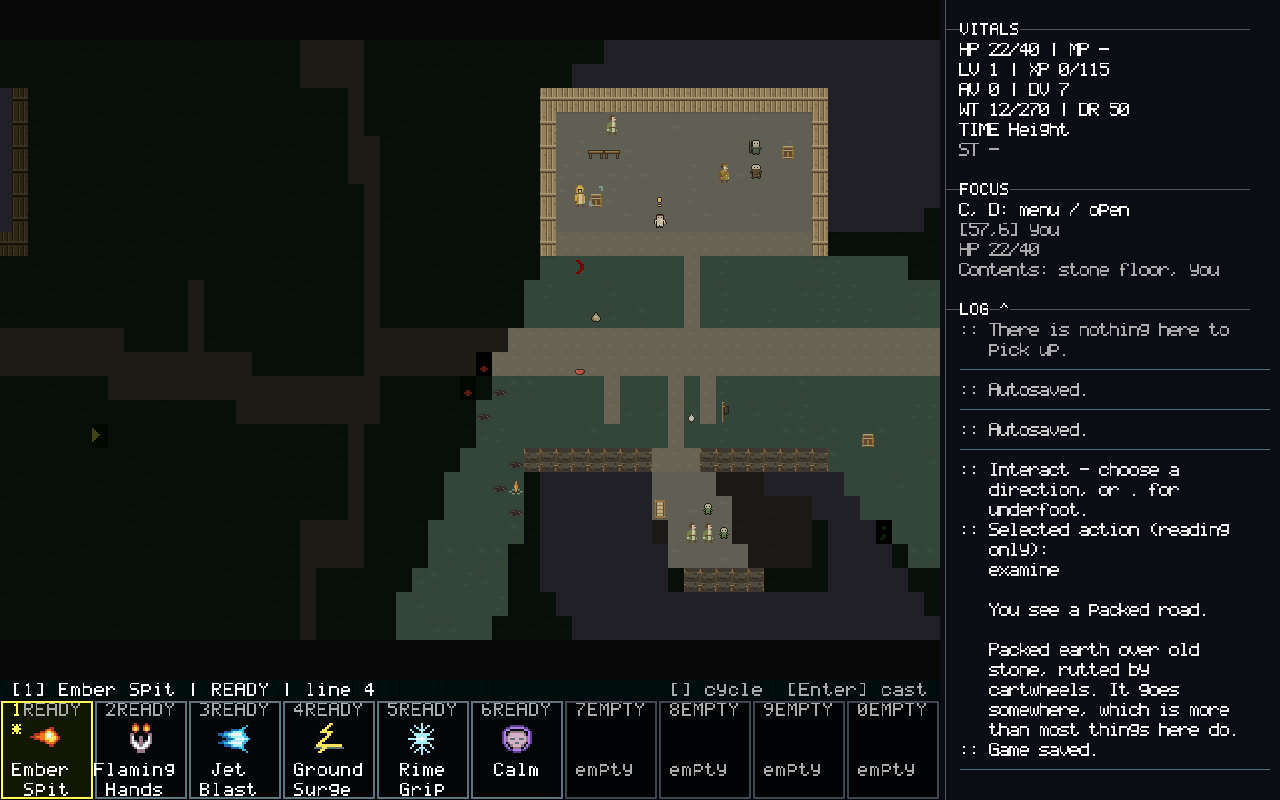 VITALS
HP 22/40 | MP -
LV 1 | XP 0/115
AV 0 | DV 7
WT 12/270 | DR 50
TIME Height
ST -
FOCUS
C, D: menu / oPen
[57,6] You
HP 22/40
Contents: stone floor, You
LOG ^
:: There is nothing here to
Pick uP.
:: Autosaved.
:: Autosaved.
:: Interact - choose a
direction, or . for
underfoot.
:: Selected action (reading
only):
examine
You see a Packed road.
Packed earth over old
stone, rutted by
cartwheels. It goes
somewhere, which is more
than most things here do.
:: Game saved.
[1] Ember SPit | READY | line 4
[] cYcle [Enter] cast
1READY 2READY 3READY 4READY 5READY 6READY 7EMPTY 8EMPTY 9EMPTY 0EMPTY
Ember SPit
Flaming Hands
Jet Blast
Ground Surge
Rime GriP
Calm
emPtY
emPtY
emPtY
emPtY